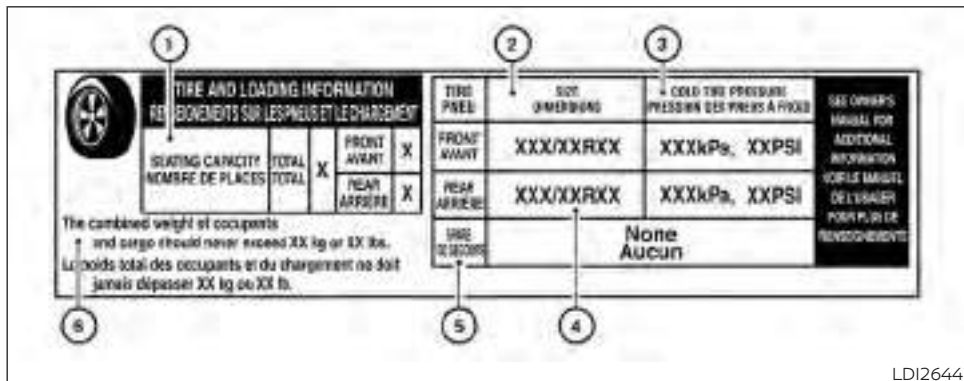 1
2
3
TIRE AND LOADING INFORMATION
RENSEIGNEMENTS SUR LES PNEUS ET LE CHARGEMENT
SEATING CAPACITY
NOMBRE DE PLACES
TOTAL
TOTAL
X
FRONT
AVANT
X
REAR
ARRIÈRE
X
The combined weight of occupants
and cargo should never exceed XX kg or XX lbs.
Le poids total des occupants et du chargement ne doit
jamais dépasser XX kg ou XX lb.
TIRE
PNEU
SIZE
DIMENSIONS
COLD TIRE PRESSURE
PRESSION DES PNEUS À FROID
FRONT
AVANT
XXX/XXRXX
XXXkPa, XXPSI
REAR
ARRIÈRE
XXX/XXRXX
XXXkPa, XXPSI
SPARE
DE SECOURS
None
Aucun
SEE OWNER'S
MANUAL FOR
ADDITIONAL
INFORMATION
VOIR LE MANUEL
DE L'USAGER
POUR PLUS DE
RENSEIGNEMENTS
6
5
4
LDI2644